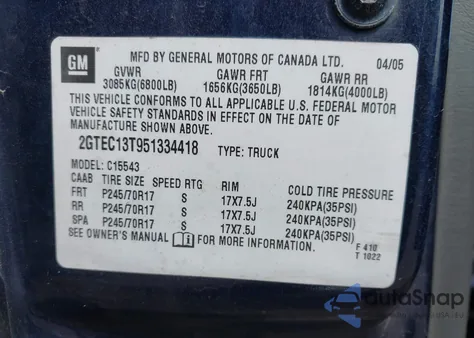 GM
MFD BY GENERAL MOTORS OF CANADA LTD. 04/05
GVWR GAWR FRT GAWR RR
3085KG(6800LB) 1656KG(3650LB) 1814KG(4000LB)
THIS VEHICLE CONFORMS TO ALL APPLICABLE U.S. FEDERAL MOTOR
VEHICLE SAFETY STANDARDS IN EFFECT ON THE DATE OF
MANUFACTURE SHOWN ABOVE.
2GTEC13T951334418 TYPE: TRUCK
MODEL: C15543
CAAB TIRE SIZE SPEED RTG RIM COLD TIRE PRESSURE
FRT P245/70R17 S 17X7.5J 240KPA(35PSI)
RR P245/70R17 S 17X7.5J 240KPA(35PSI)
SPA P245/70R17 S 17X7.5J 240KPA(35PSI)
SEE OWNER'S MANUAL FOR MORE INFORMATION.
F 410
T 1022
AutoSnap